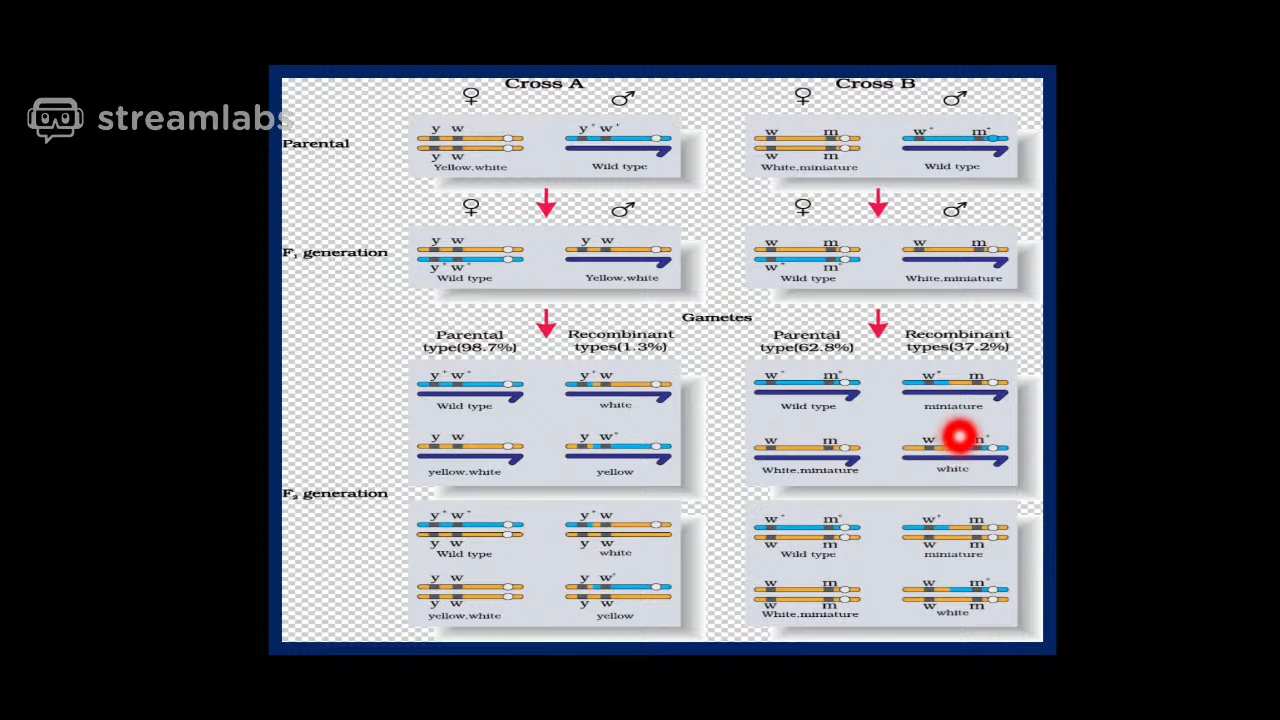 Cross A Cross B
♀ ♂ ♀ ♂
streamlabs
Parental
y w y⁺ w⁺ w m w⁺ m⁺
y w w m
Yellow,white Wild type White,miniature Wild type
♀ ♂ ♀ ♂
F₁ generation
y w y w w m w m
y⁺ w⁺ w⁺ m⁺
Wild type Yellow,white Wild type White,miniature
Gametes
Parental Recombinant Parental Recombinant
type(98.7%) types(1.3%) type(62.8%) types(37.2%)
y⁺ w⁺ y⁺ w w⁺ m⁺ w⁺ m
Wild type white Wild type miniature
y w y w⁺ w m w
yellow,white yellow White,miniature white
F₂ generation
y⁺ w⁺ y⁺ w w⁺ m⁺ w⁺ m
y w y w w m w m
Wild type white Wild type miniature
y w y w⁺ w m w m⁺
y w y w w m w m
yellow,white yellow White,miniature white